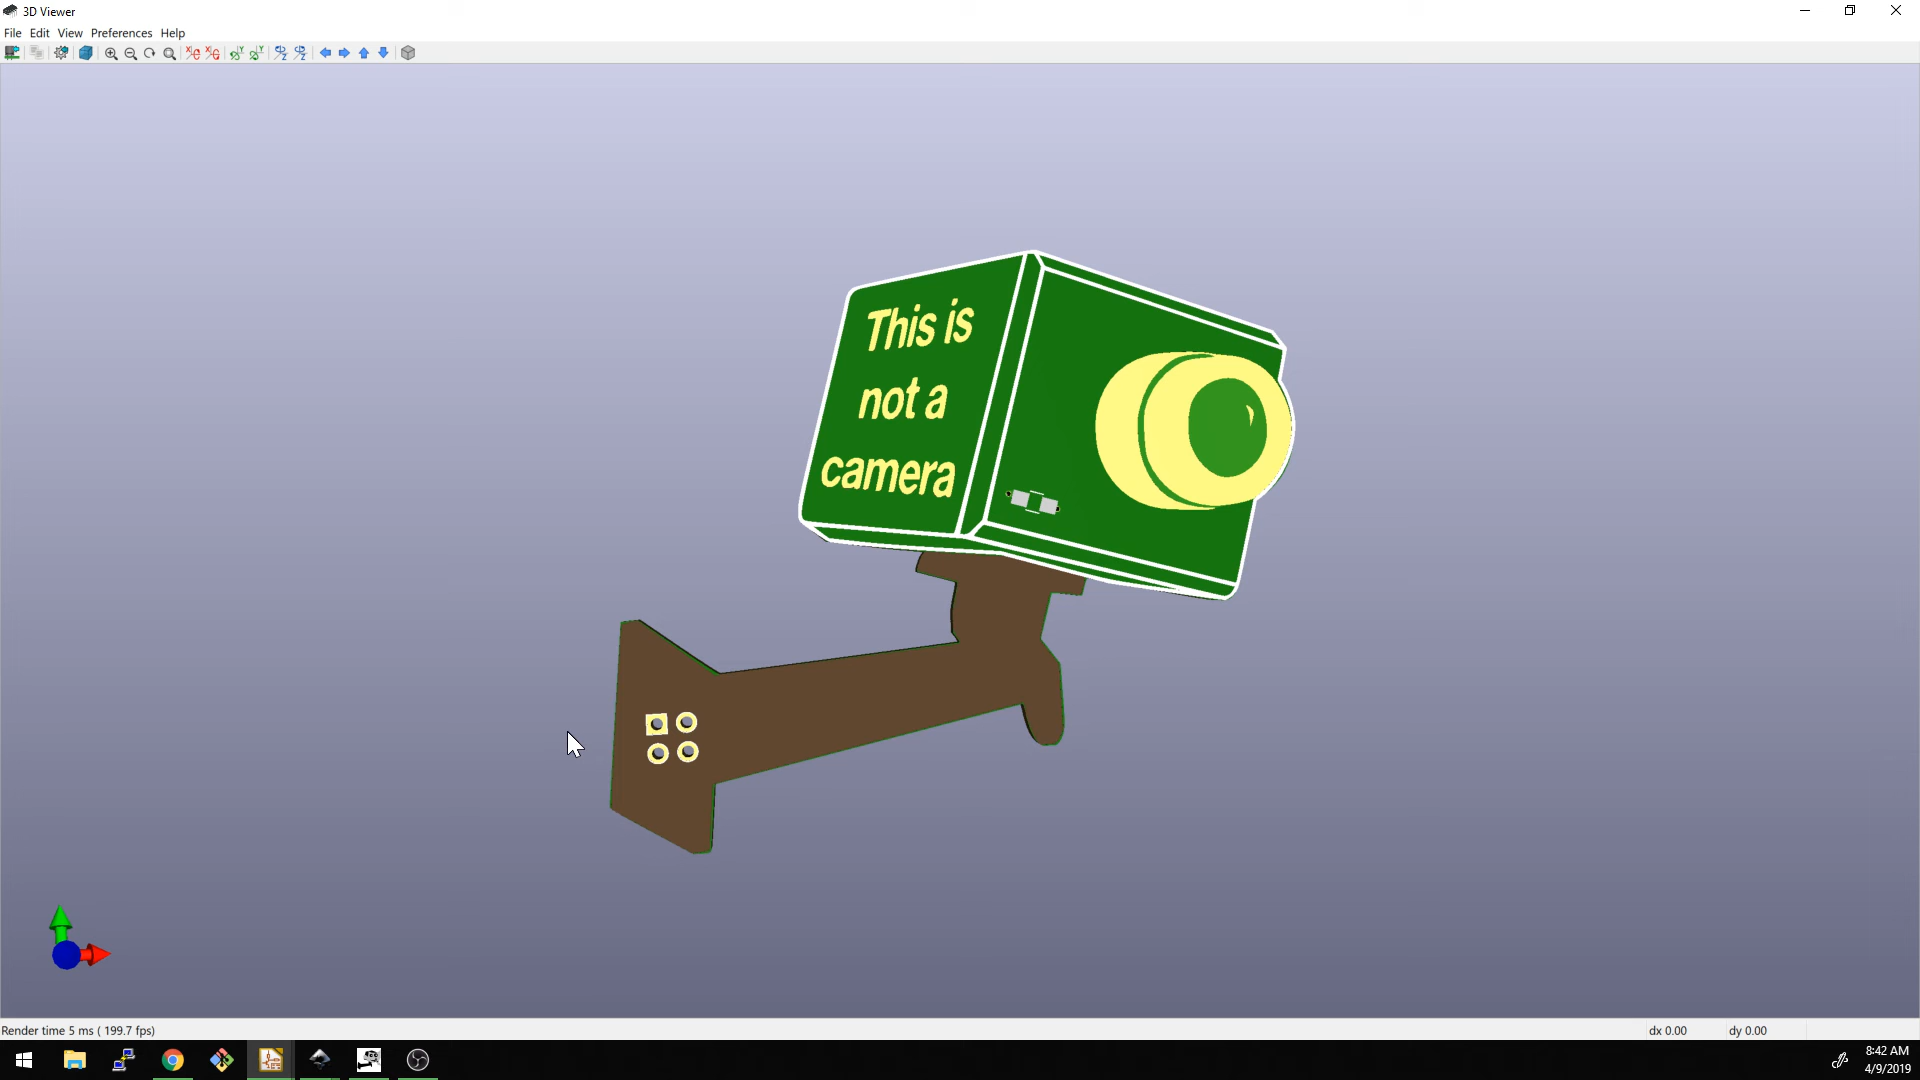 3D Viewer
File Edit View Preferences Help
This is
not a
camera
Render time 5 ms ( 199.7 fps)
dx 0.00
dy 0.00
8:42 AM
4/9/2019